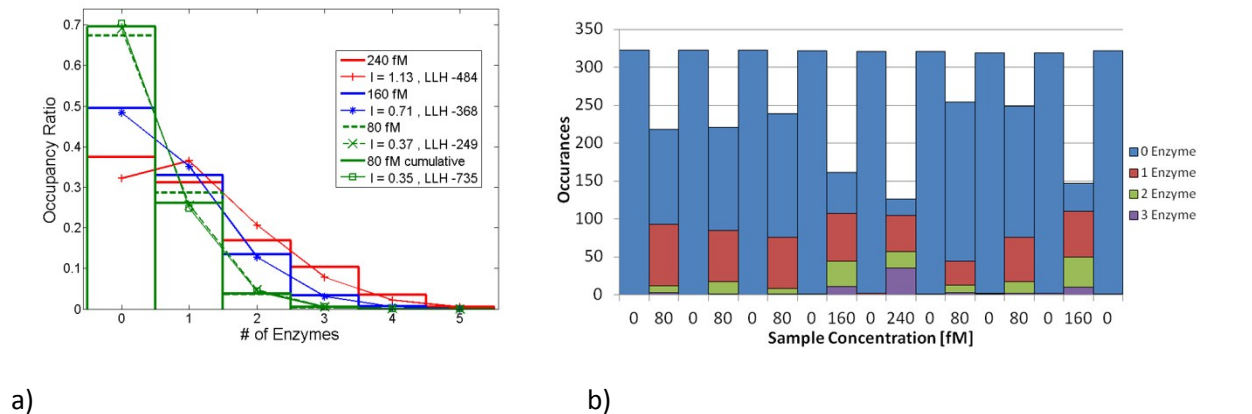 0.7
0.6
0.5
0.4
0.3
0.2
0.1
0
Occupancy Ratio
240 fM
I = 1.13 , LLH -484
160 fM
I = 0.71 , LLH -368
80 fM
I = 0.37 , LLH -249
80 fM cumulative
I = 0.35 , LLH -735
0 1 2 3 4 5
# of Enzymes
a)
350
300
250
200
150
100
50
0
Occurances
0 Enzyme
1 Enzyme
2 Enzyme
3 Enzyme
0 80 0 80 0 80 0 160 0 240 0 80 0 80 0 160 0
Sample Concentration [fM]
b)